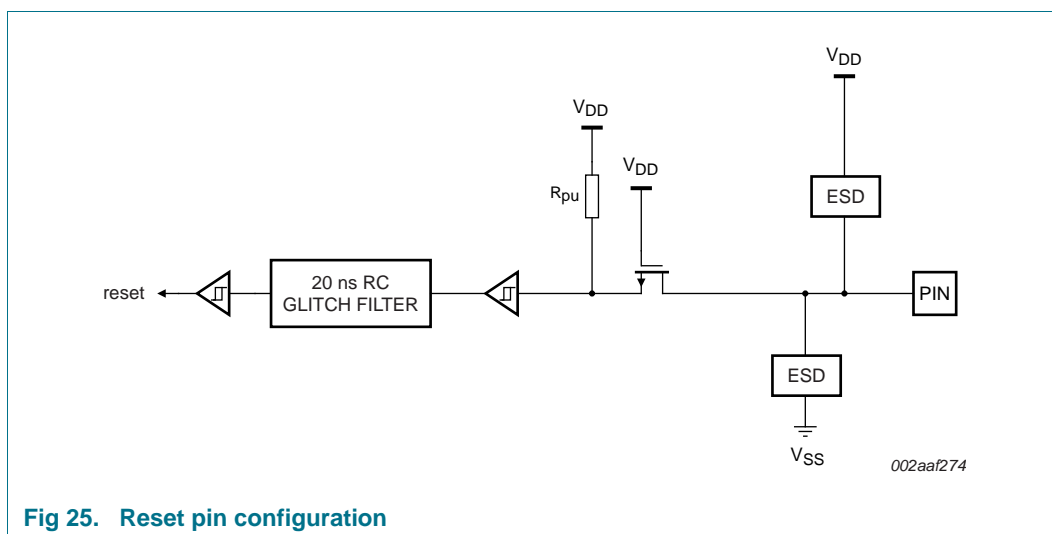 VDD
VDD
VDD
Rpu
ESD
reset
20 ns RC
GLITCH FILTER
PIN
ESD
VSS
002aaf274
Fig 25. Reset pin configuration